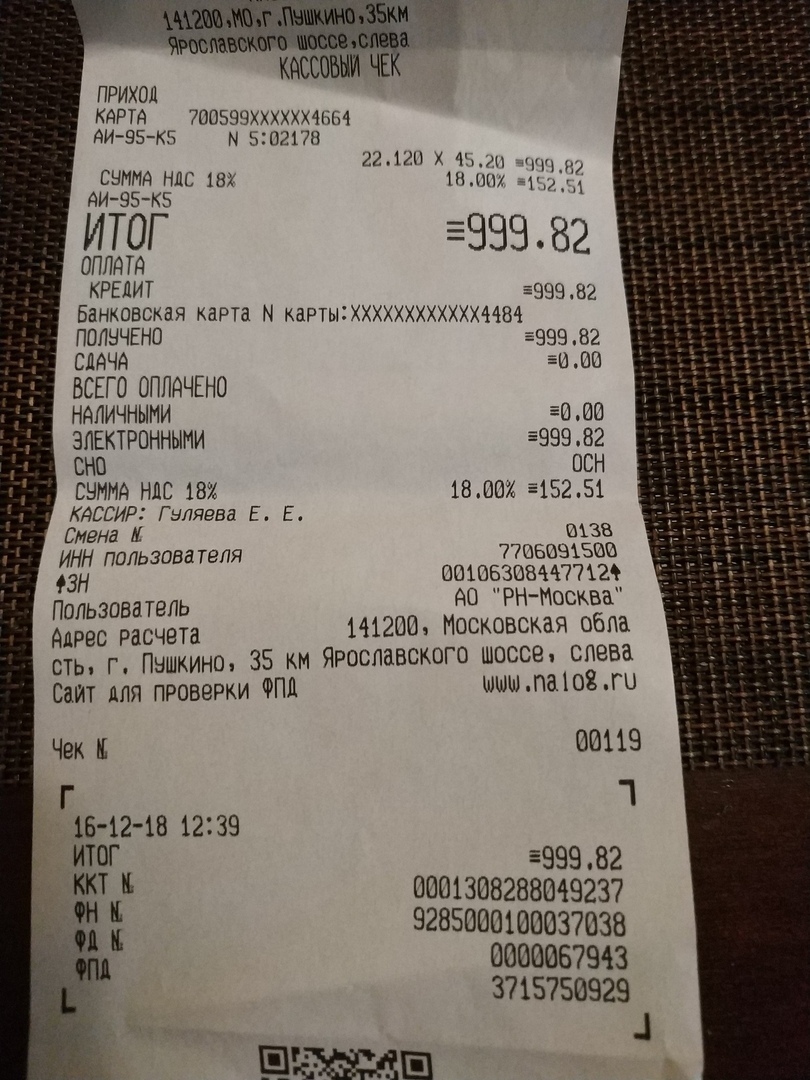 141200,МО,г.Пушкино,35км
Ярославского шоссе,слева
КАССОВЫЙ ЧЕК
ПРИХОД
КАРТА 700599XXXXXX4664
АИ-95-К5 N 5:02178
22.120 X 45.20 ≡999.82
СУММА НДС 18% 18.00% ≡152.51
АИ-95-К5
ИТОГ ≡999.82
ОПЛАТА
КРЕДИТ ≡999.82
Банковская карта N карты:XXXXXXXXXXXX4484
ПОЛУЧЕНО ≡999.82
СДАЧА ≡0.00
ВСЕГО ОПЛАЧЕНО
НАЛИЧНЫМИ ≡0.00
ЭЛЕКТРОННЫМИ ≡999.82
СНО ОСН
СУММА НДС 18% 18.00% ≡152.51
КАССИР: Гуляева Е. Е.
Смена № 0138
ИНН пользователя 7706091500
♠ЗН 00106308447712♠
Пользователь АО "РН-Москва"
Адрес расчета 141200, Московская обла
сть, г. Пушкино, 35 км Ярославского шоссе, слева
Сайт для проверки ФПД www.nalog.ru
Чек № 00119
16-12-18 12:39
ИТОГ ≡999.82
ККТ № 0001308288049237
ФН № 9285000100037038
ФД № 0000067943
ФПД 3715750929